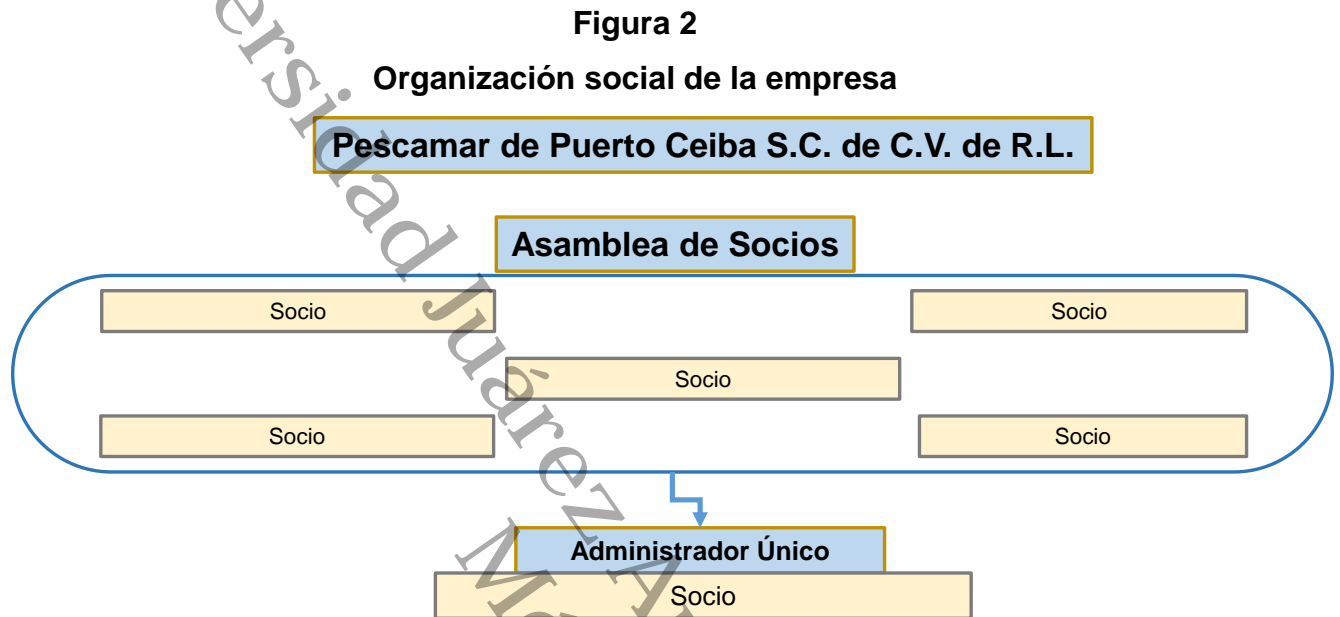 Figura 2
Organización social de la empresa
Pescamar de Puerto Ceiba S.C. de C.V. de R.L.
Asamblea de Socios
Socio
Socio
Socio
Socio
Socio
Administrador Único
Socio
Juárez